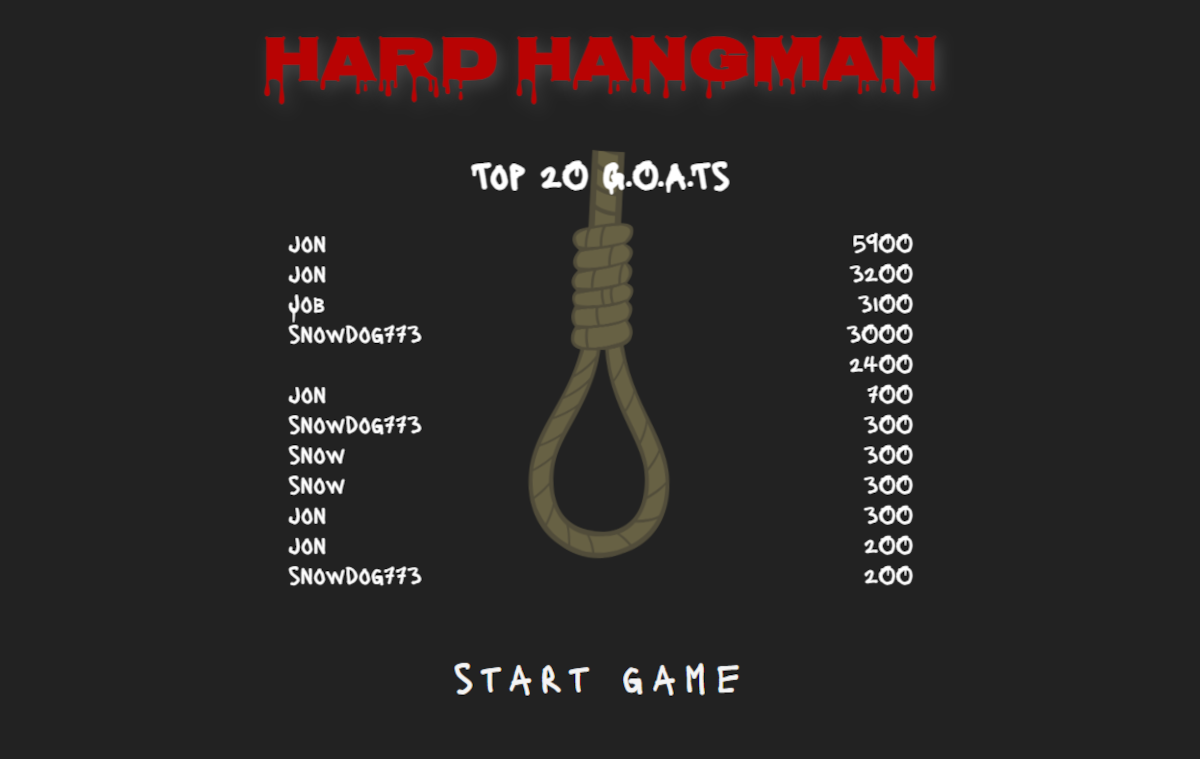 HARD HANGMAN
TOP 20 G.O.A.TS
JON 5900
JON 3200
JOB 3100
SNOWDOG773 3000
2400
JON 700
SNOWDOG773 300
SNOW 300
SNOW 300
JON 300
JON 200
SNOWDOG773 200
START GAME